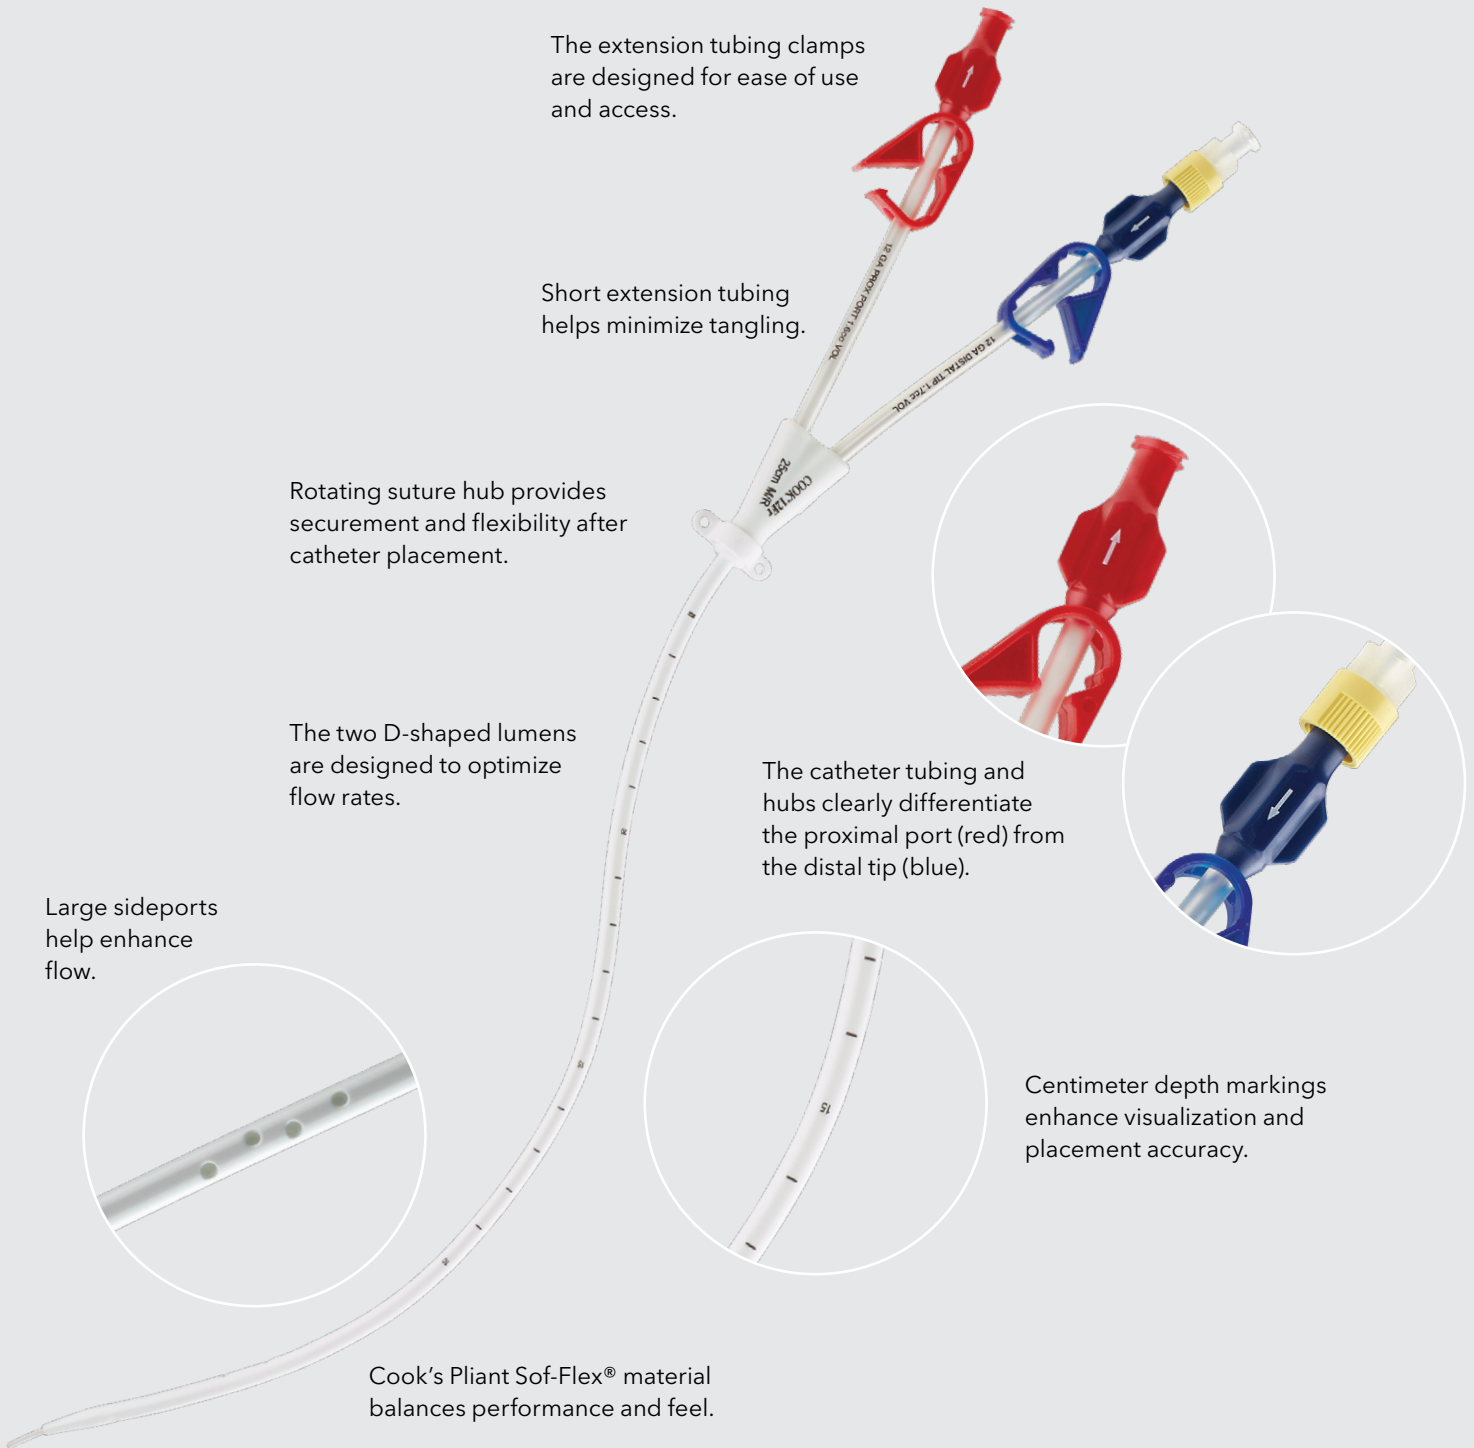 The extension tubing clamps
are designed for ease of use
and access.
12 GA PROX PORT 1.6cc VOL
Short extension tubing
helps minimize tangling.
12 GA DISTAL TIP 1.7cc VOL
COOK 12Fr
25cm M/R
Rotating suture hub provides
securement and flexibility after
catheter placement.
The two D-shaped lumens
are designed to optimize
flow rates.
The catheter tubing and
hubs clearly differentiate
the proximal port (red) from
the distal tip (blue).
Large sideports
help enhance
flow.
15
Centimeter depth markings
enhance visualization and
placement accuracy.
Cook’s Pliant Sof-Flex® material
balances performance and feel.